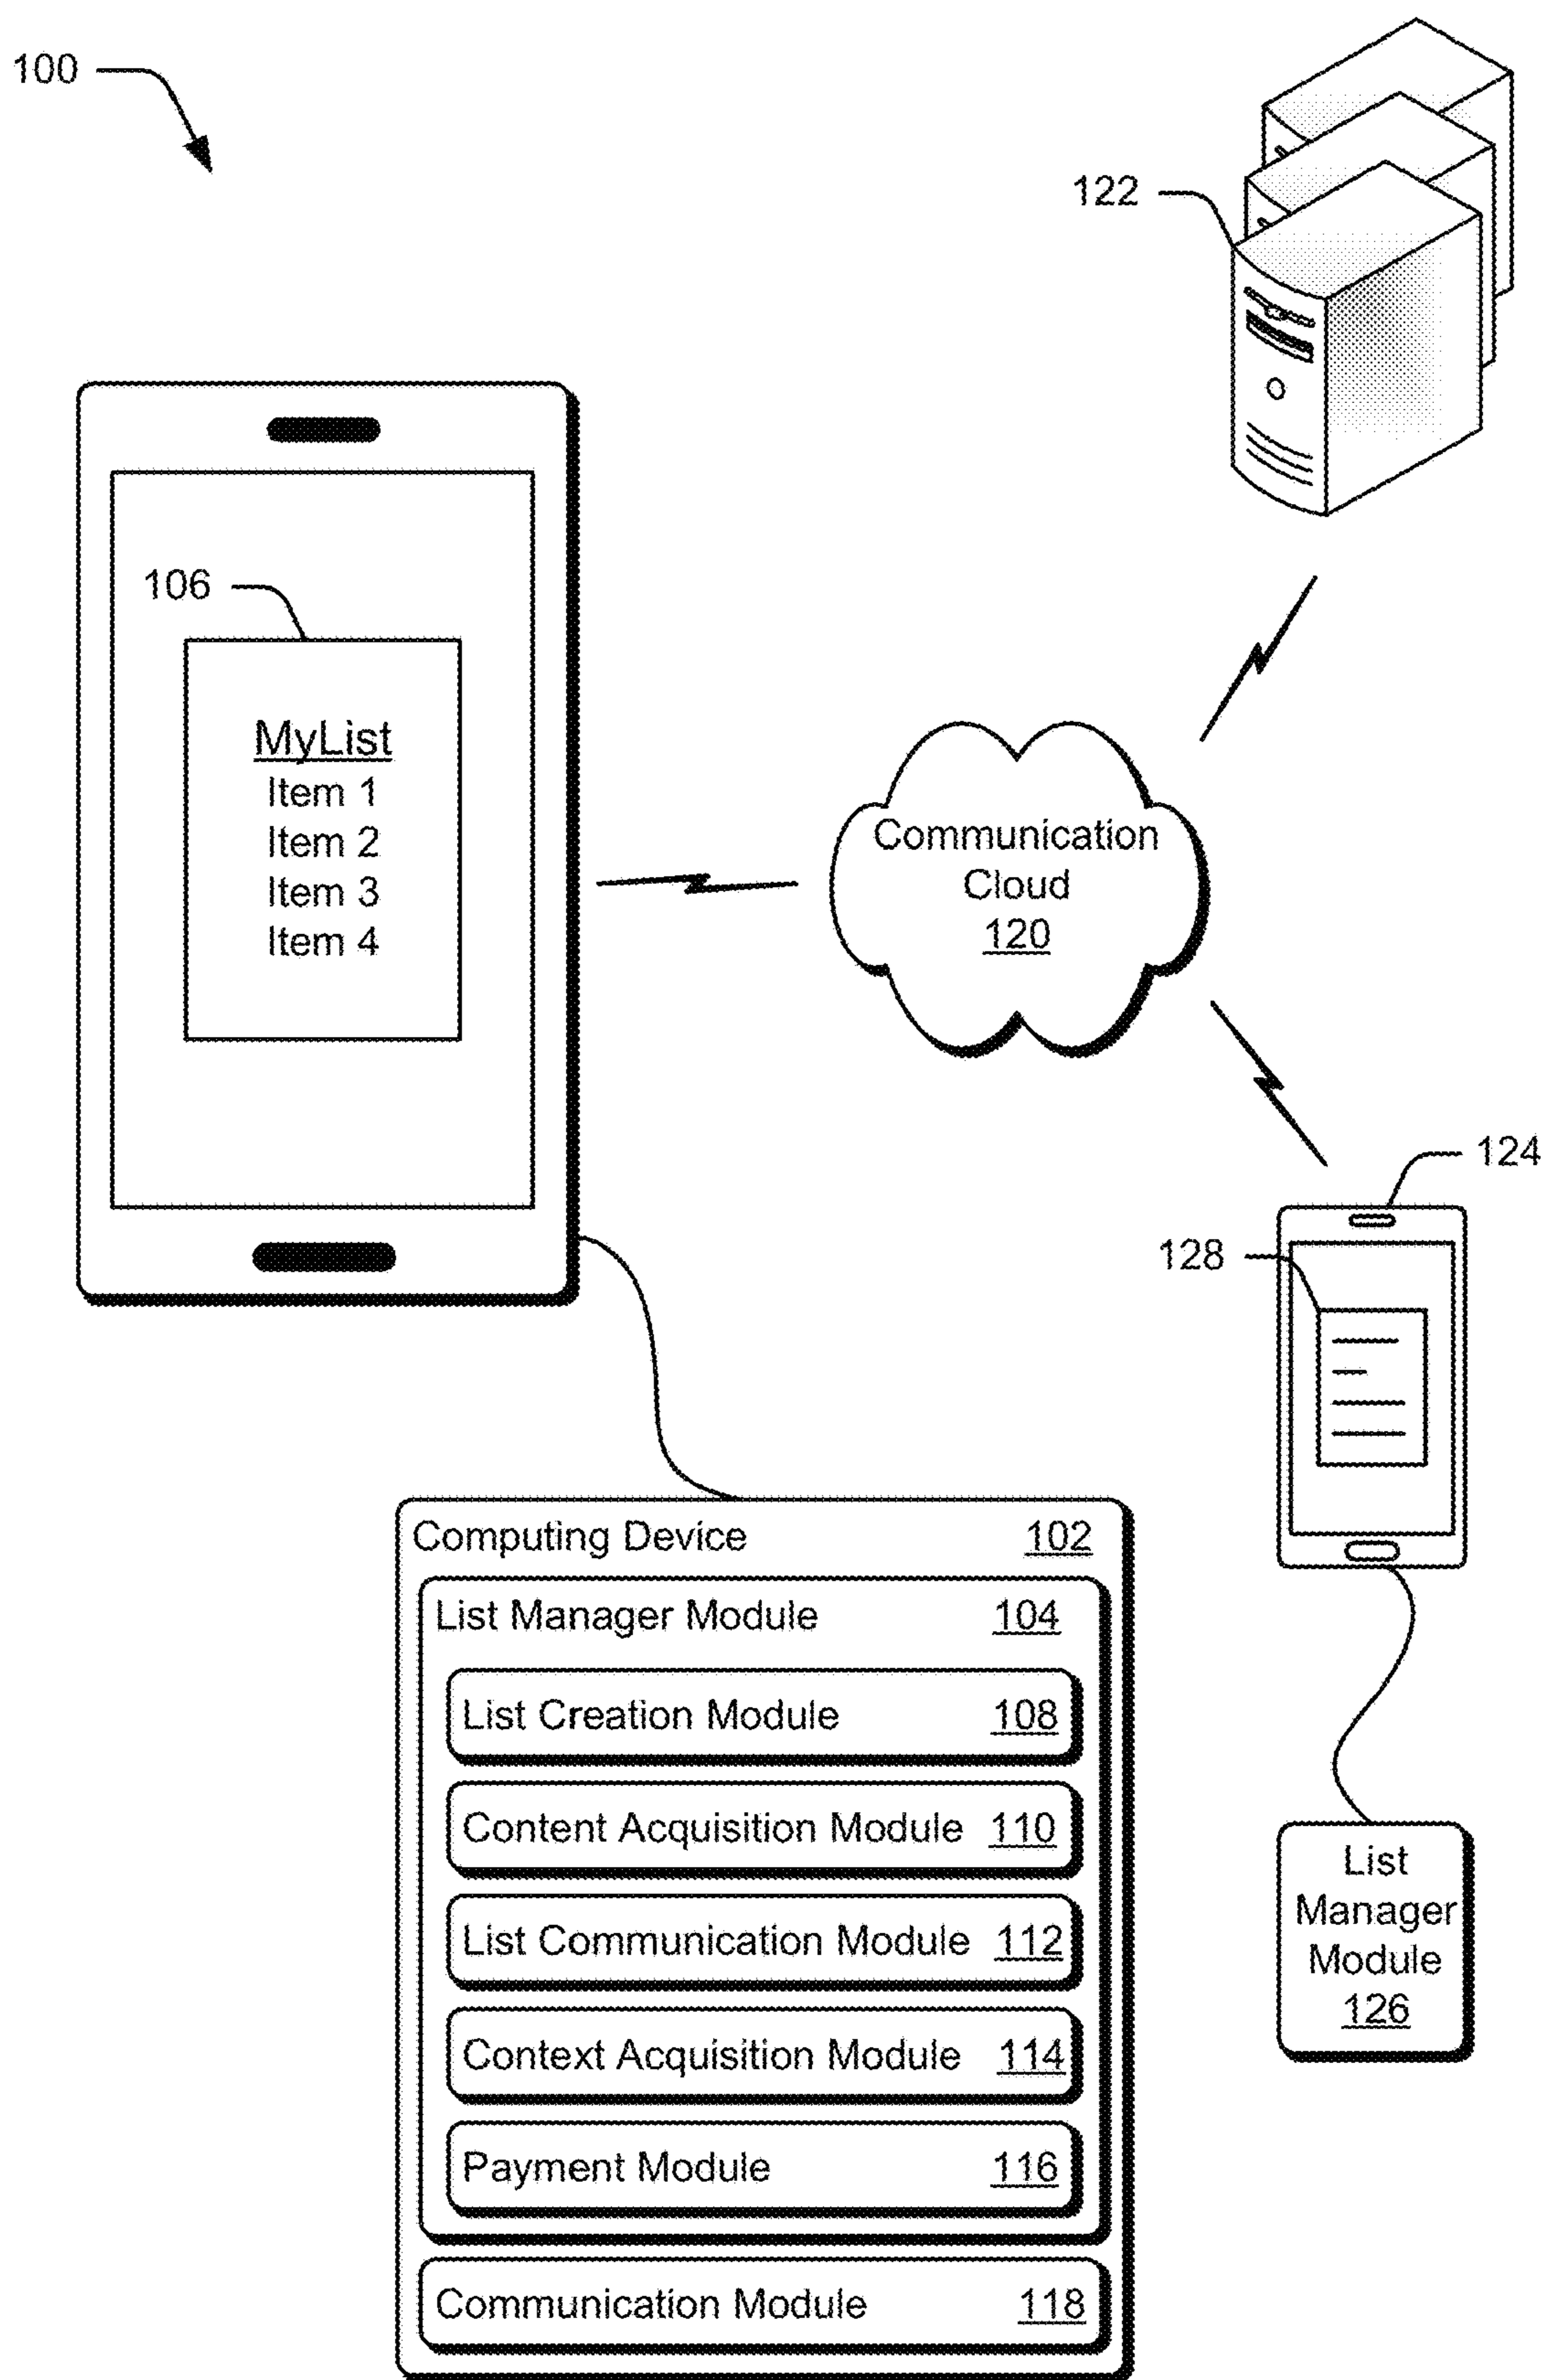 100
122
106
MyList
Item 1
Item 2
Item 3
Item 4
Communication
Cloud
120
124
128
Computing Device 102
List Manager Module 104
List Creation Module 108
Content Acquisition Module 110
List Communication Module 112
Context Acquisition Module 114
Payment Module 116
Communication Module 118
List
Manager
Module
126